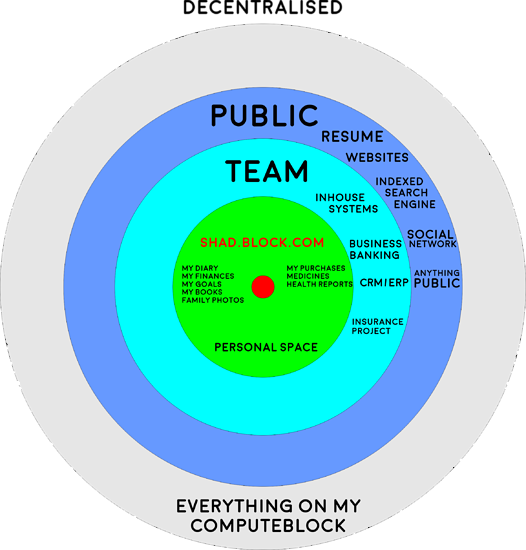 DECENTRALISED
PUBLIC
RESUME
WEBSITES
INDEXED
SEARCH
ENGINE
SOCIAL
NETWORK
ANYTHING
PUBLIC
TEAM
INHOUSE
SYSTEMS
BUSINESS
BANKING
CRM/ERP
INSURANCE
PROJECT
SHAD.BLOCK.COM
MY DIARY
MY FINANCES
MY GOALS
MY BOOKS
FAMILY PHOTOS
MY PURCHASES
MEDICINES
HEALTH REPORTS
PERSONAL SPACE
EVERYTHING ON MY
COMPUTEBLOCK